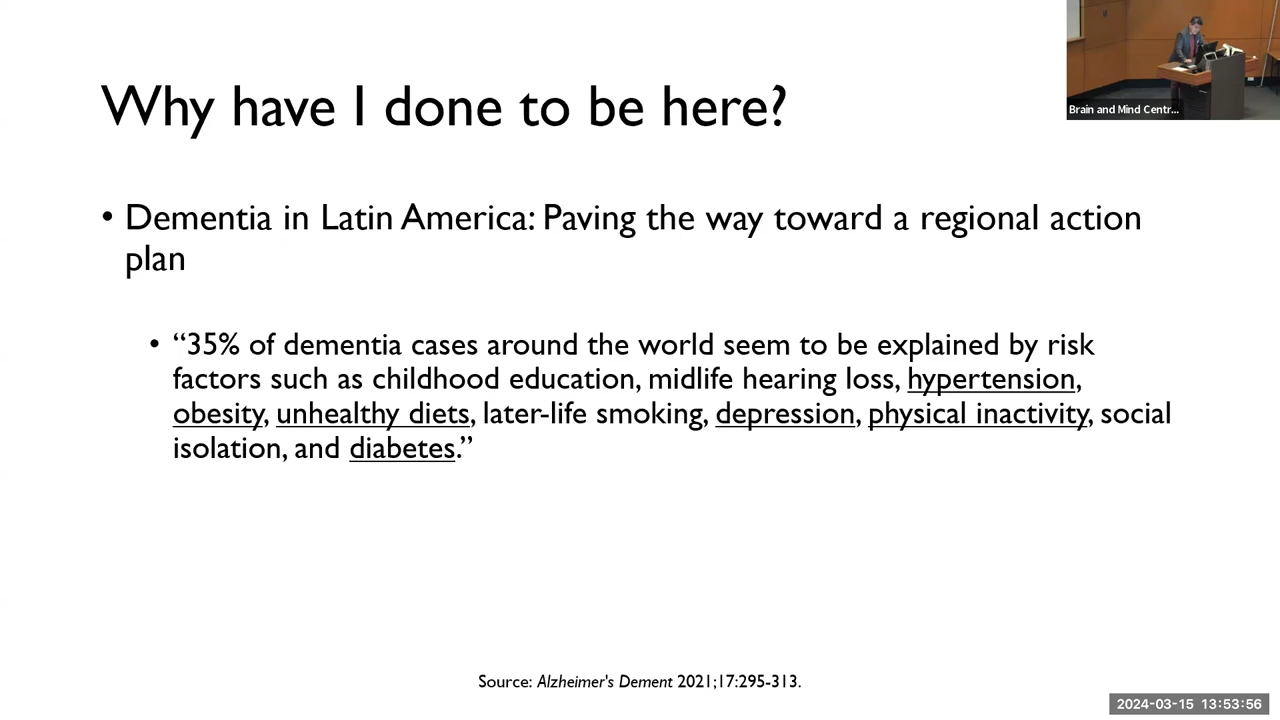 Why have I done to be here?
Brain and Mind Centr...
• Dementia in Latin America: Paving the way toward a regional action
plan
• “35% of dementia cases around the world seem to be explained by risk
factors such as childhood education, midlife hearing loss, hypertension,
obesity, unhealthy diets, later-life smoking, depression, physical inactivity, social
isolation, and diabetes.”
Source: Alzheimer's Dement 2021;17:295-313.
2024-03-15 13:53:56